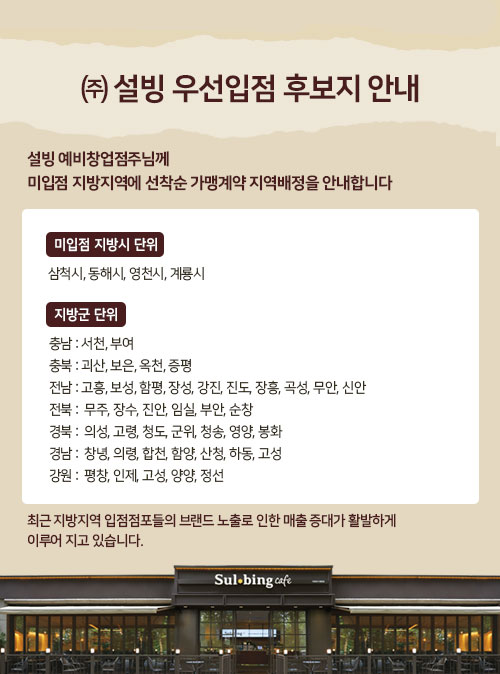 ㈜ 설빙 우선입점 후보지 안내
설빙 예비창업점주님께
미입점 지방지역에 선착순 가맹계약 지역배정을 안내합니다
미입점 지방시 단위
삼척시, 동해시, 영천시, 계룡시
지방군 단위
충남 : 서천, 부여
충북 : 괴산, 보은, 옥천, 증평
전남 : 고흥, 보성, 함평, 장성, 강진, 진도, 장흥, 곡성, 무안, 신안
전북 : 무주, 장수, 진안, 임실, 부안, 순창
경북 : 의성, 고령, 청도, 군위, 청송, 영양, 봉화
경남 : 창녕, 의령, 합천, 함양, 산청, 하동, 고성
강원 : 평창, 인제, 고성, 양양, 정선
최근 지방지역 입점점포들의 브랜드 노출로 인한 매출 증대가 활발하게
이루어 지고 있습니다.
Sul•bing cafe